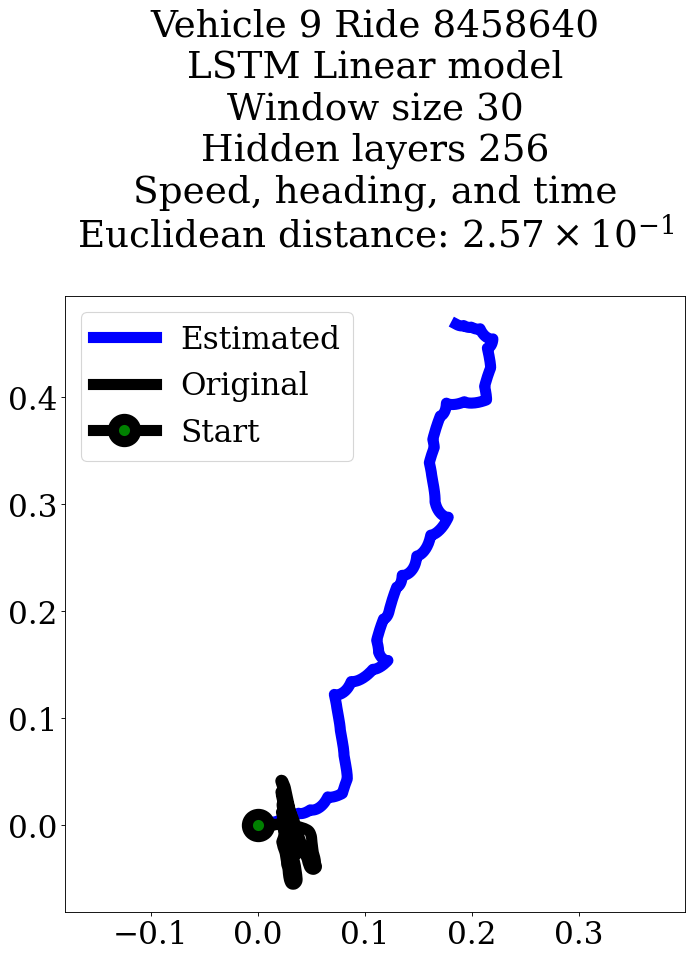 Vehicle 9 Ride 8458640
LSTM Linear model
Window size 30
Hidden layers 256
Speed, heading, and time
Euclidean distance: 2.57 × 10⁻¹
Estimated
Original
Start
0.4
0.3
0.2
0.1
0.0
−0.1 0.0 0.1 0.2 0.3